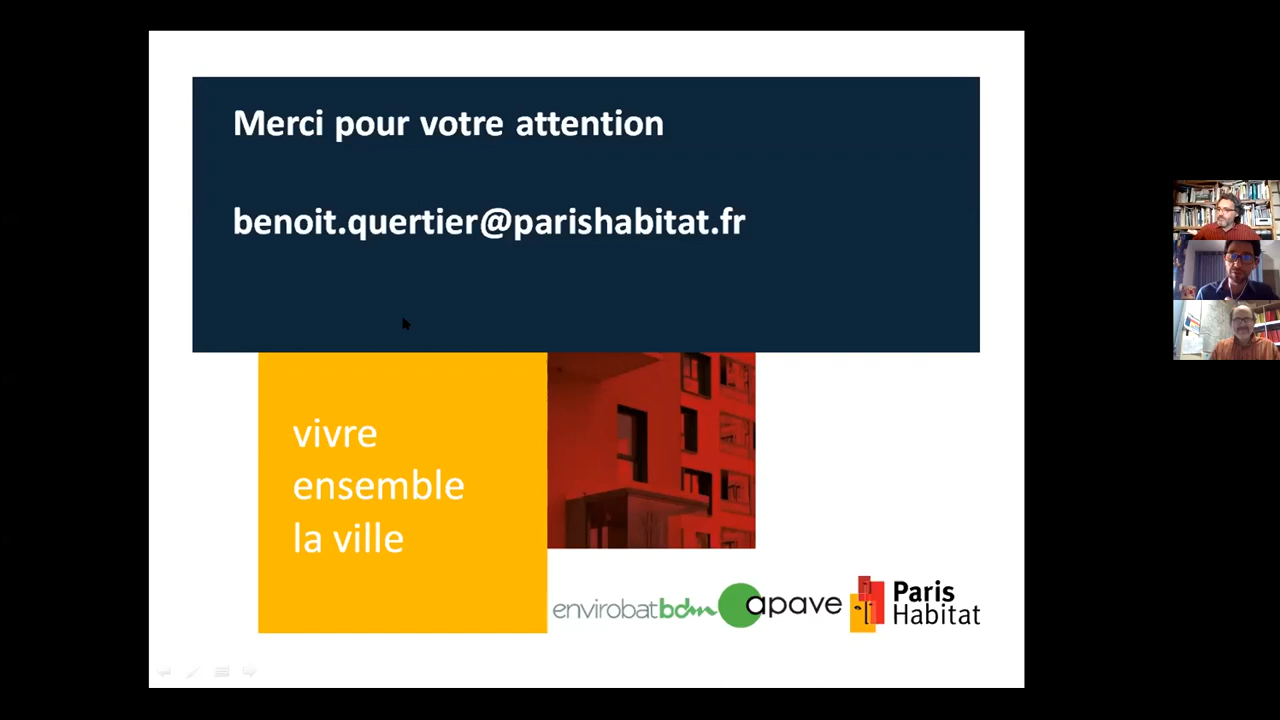 Merci pour votre attention
benoit.quertier@parishabitat.fr
vivre
ensemble
la ville
envirobatbdm
apave
Paris
Habitat